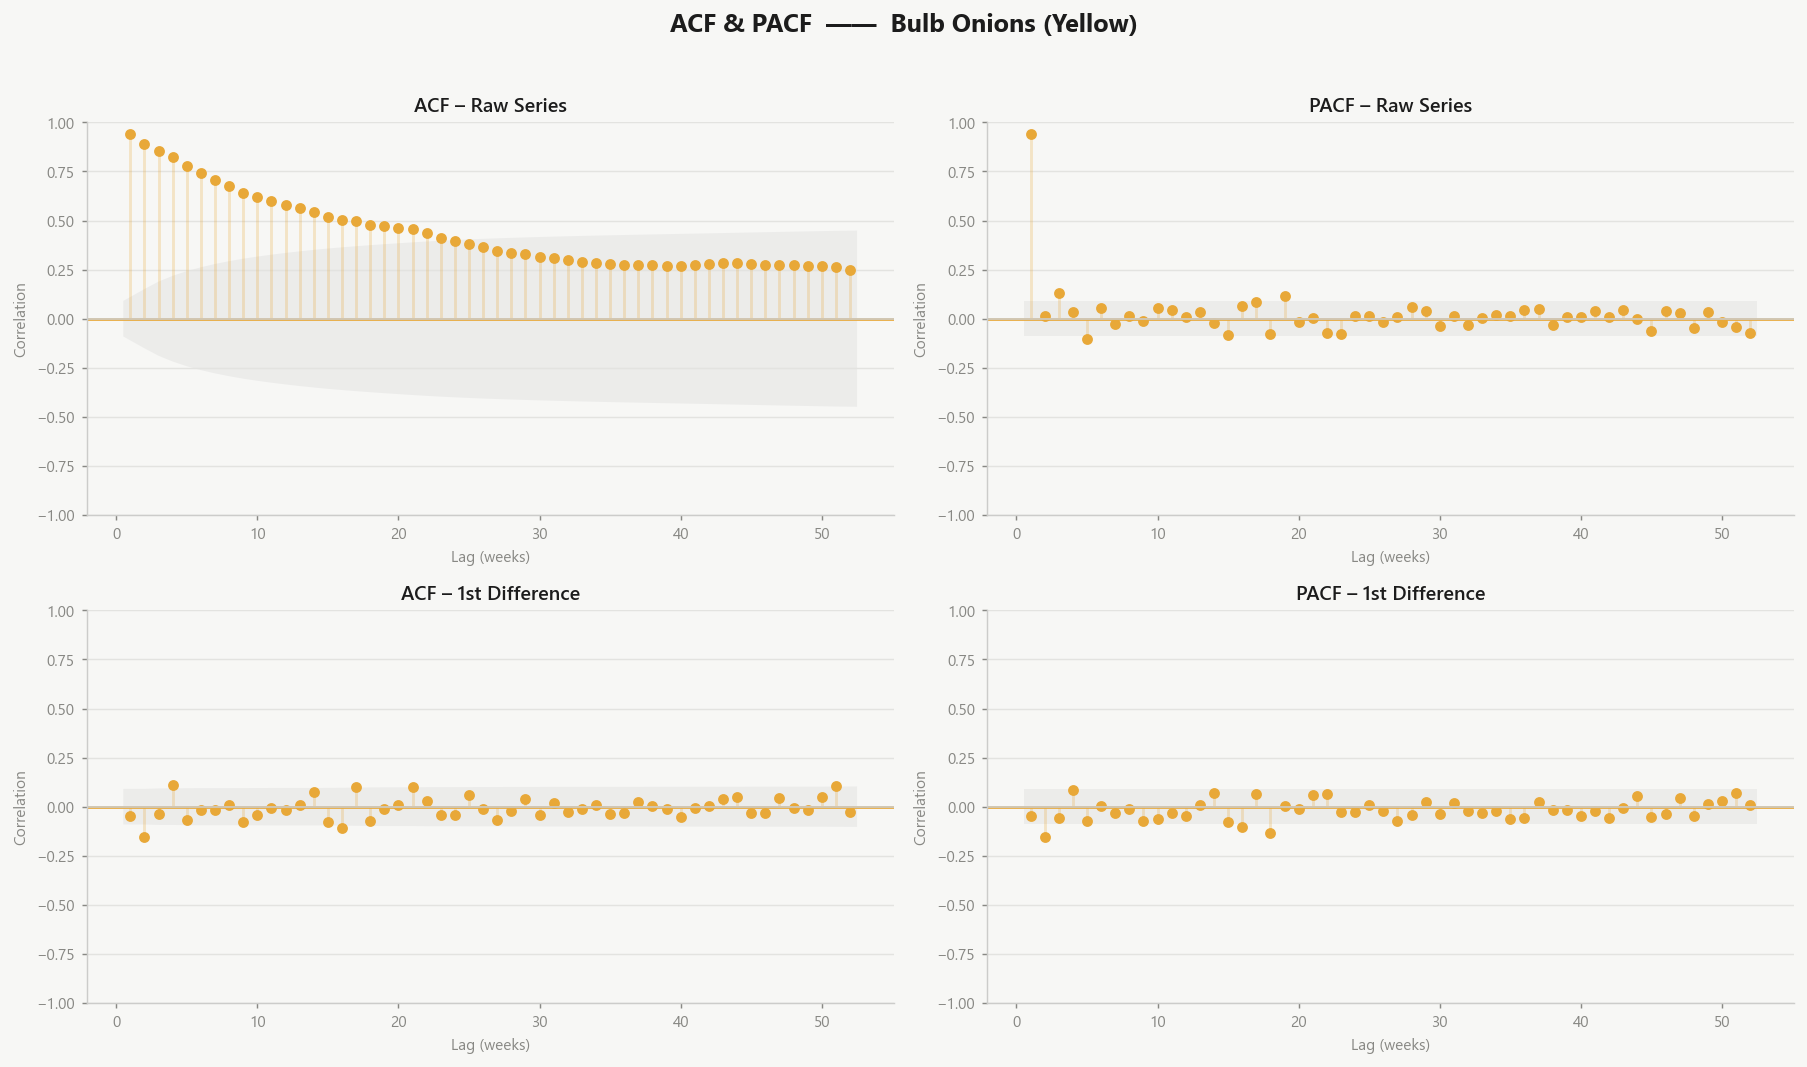 ACF & PACF —— Bulb Onions (Yellow)
ACF – Raw Series
1.00
0.75
0.50
0.25
0.00
−0.25
−0.50
−0.75
−1.00
Correlation
0 10 20 30 40 50
Lag (weeks)
PACF – Raw Series
1.00
0.75
0.50
0.25
0.00
−0.25
−0.50
−0.75
−1.00
Correlation
0 10 20 30 40 50
Lag (weeks)
ACF – 1st Difference
1.00
0.75
0.50
0.25
0.00
−0.25
−0.50
−0.75
−1.00
Correlation
0 10 20 30 40 50
Lag (weeks)
PACF – 1st Difference
1.00
0.75
0.50
0.25
0.00
−0.25
−0.50
−0.75
−1.00
Correlation
0 10 20 30 40 50
Lag (weeks)